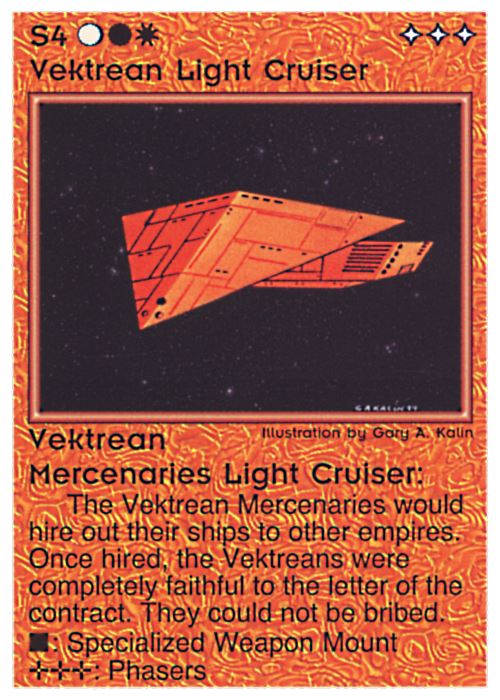 S4
Vektrean Light Cruiser
GAKALIN 94
Illustration by Gary A. Kalin
Vektrean
Mercenaries Light Cruiser:
The Vektrean Mercenaries would
hire out their ships to other empires.
Once hired, the Vektreans were
completely faithful to the letter of the
contract. They could not be bribed.
■: Specialized Weapon Mount
✢✢✢: Phasers